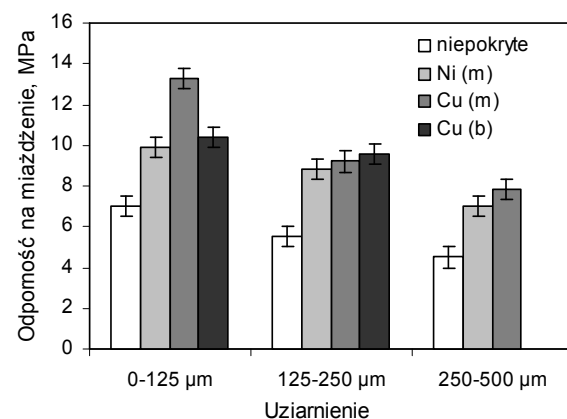 Odpomość na miażdżenie, MPa
16
14
12
10
8
6
4
2
0
niepokryte
Ni (m)
Cu (m)
Cu (b)
0-125 µm
125-250 µm
250-500 µm
Uziarnienie